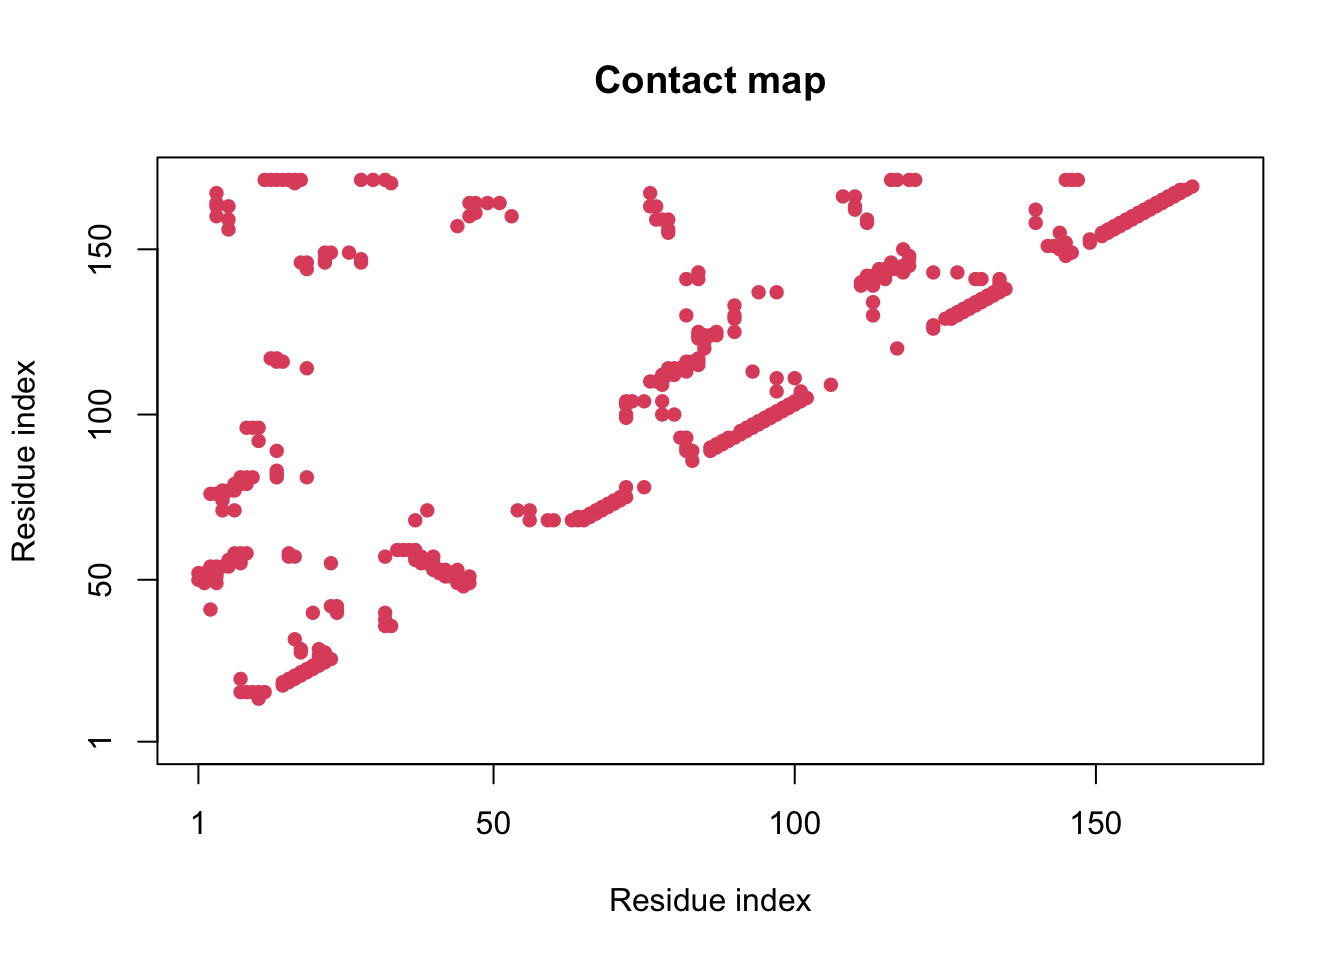 Contact map
Residue index
150
100
50
1
1 50 100 150
Residue index